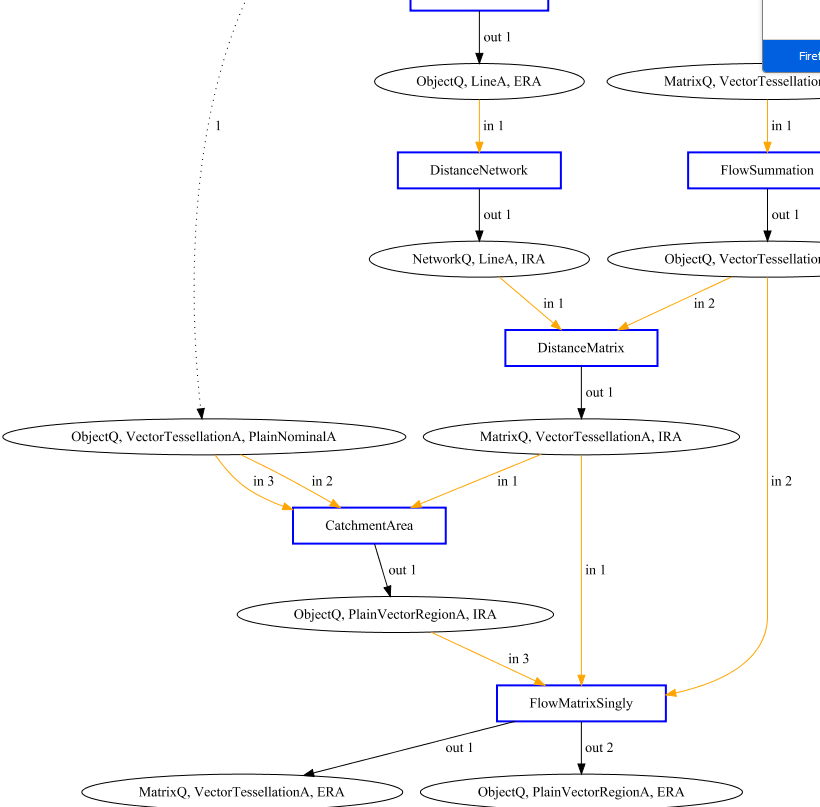 out 1
ObjectQ, LineA, ERA
MatrixQ, VectorTessellation
1
in 1
in 1
DistanceNetwork
FlowSummation
out 1
out 1
NetworkQ, LineA, IRA
ObjectQ, VectorTessellation
in 1
in 2
DistanceMatrix
out 1
ObjectQ, VectorTessellationA, PlainNominalA
MatrixQ, VectorTessellationA, IRA
in 3
in 2
in 1
in 2
CatchmentArea
out 1
in 1
ObjectQ, PlainVectorRegionA, IRA
in 3
FlowMatrixSingly
out 1
out 2
MatrixQ, VectorTessellationA, ERA
ObjectQ, PlainVectorRegionA, ERA